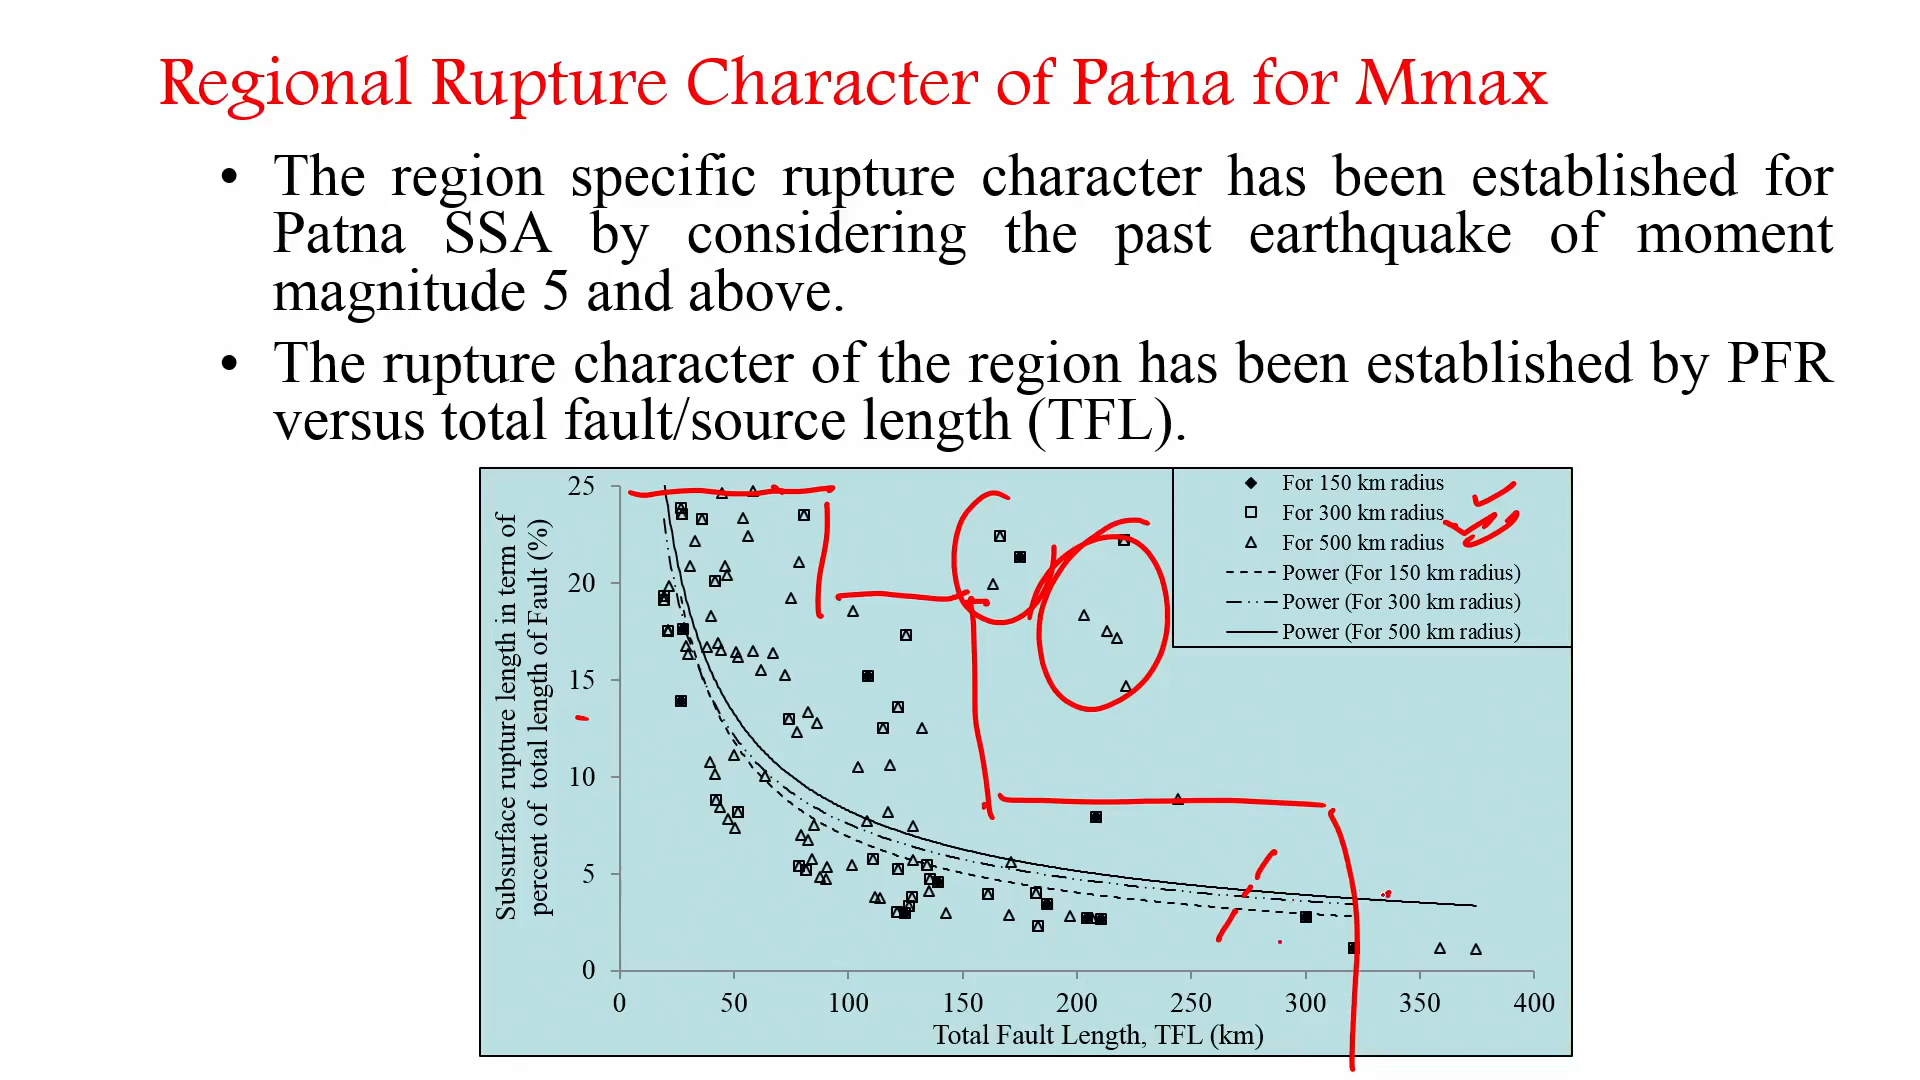 Regional Rupture Character of Patna for Mmax
• The region specific rupture character has been established for
Patna SSA by considering the past earthquake of moment
magnitude 5 and above.
• The rupture character of the region has been established by PFR
versus total fault/source length (TFL).
Subsurface rupture length in term of
percent of total length of Fault (%)
25
20
15
10
5
0
For 150 km radius
For 300 km radius
For 500 km radius
Power (For 150 km radius)
Power (For 300 km radius)
Power (For 500 km radius)
0 50 100 150 200 250 300 350 400
Total Fault Length, TFL (km)